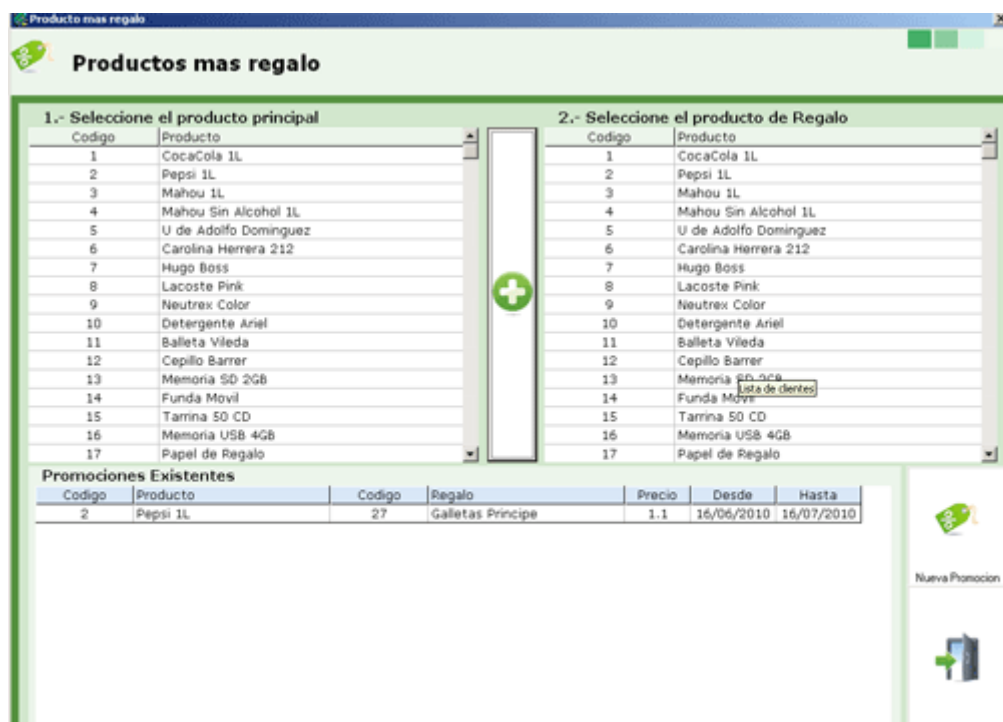 Producto mas regalo
Productos mas regalo
1.- Seleccione el producto principal
Codigo Producto
1 CocaCola 1L
2 Pepsi 1L
3 Mahou 1L
4 Mahou Sin Alcohol 1L
5 U de Adolfo Dominguez
6 Carolina Herrera 212
7 Hugo Boss
8 Lacoste Pink
9 Neutrex Color
10 Detergente Ariel
11 Balleta Vileda
12 Cepillo Barrer
13 Memoria SD 2GB
14 Funda Movil
15 Tarrina 50 CD
16 Memoria USB 4GB
17 Papel de Regalo
2.- Seleccione el producto de Regalo
Codigo Producto
1 CocaCola 1L
2 Pepsi 1L
3 Mahou 1L
4 Mahou Sin Alcohol 1L
5 U de Adolfo Dominguez
6 Carolina Herrera 212
7 Hugo Boss
8 Lacoste Pink
9 Neutrex Color
10 Detergente Ariel
11 Balleta Vileda
12 Cepillo Barrer
13 Memoria SD 2GB
Lista de clientes
14 Funda Movil
15 Tarrina 50 CD
16 Memoria USB 4GB
17 Papel de Regalo
Promociones Existentes
Codigo Producto Codigo Regalo Precio Desde Hasta
2 Pepsi 1L 27 Galletas Principe 1.1 16/06/2010 16/07/2010
Nueva Promocion